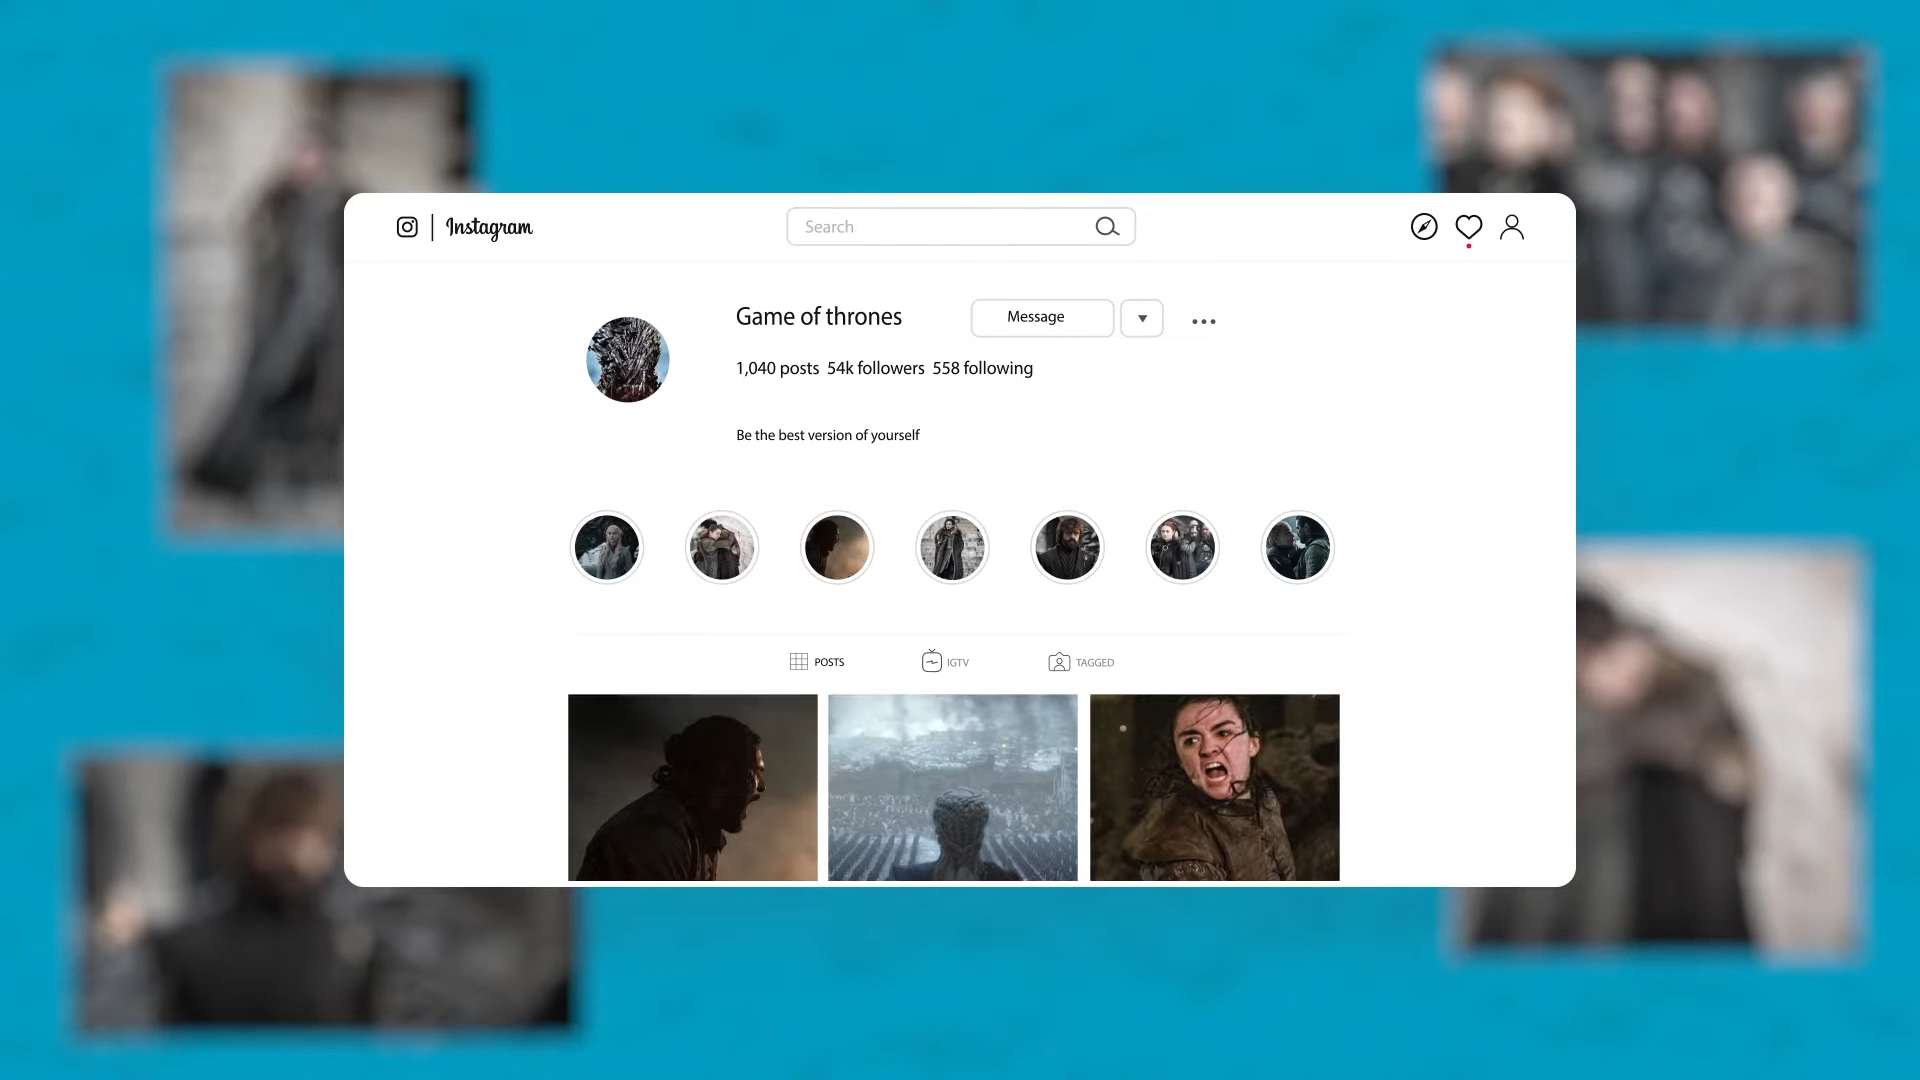 Instagram
Search
Game of thrones
Message
1,040 posts 54k followers 558 following
Be the best version of yourself
POSTS
IGTV
TAGGED